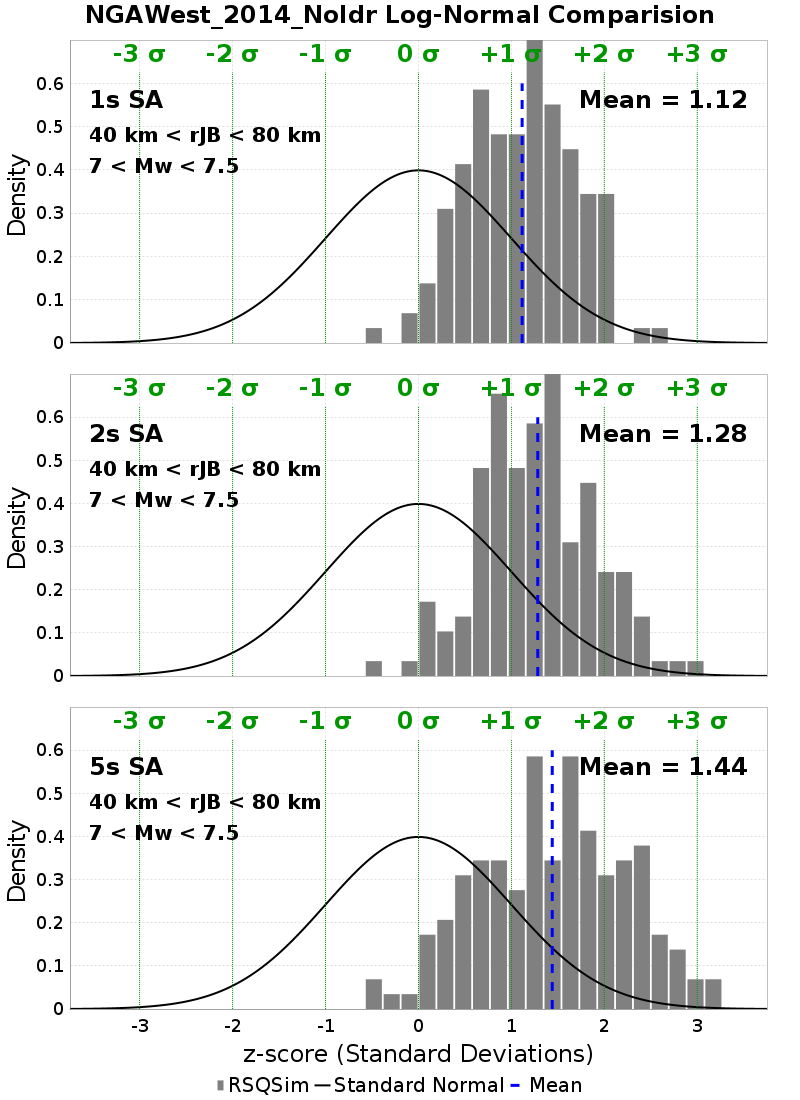 NGAWest_2014_NoIdr Log-Normal Comparision
-3 σ -2 σ -1 σ 0 σ +1 σ +2 σ +3 σ
1s SA
Mean = 1.12
40 km < rJB < 80 km
7 < Mw < 7.5
Density
0.6
0.5
0.4
0.3
0.2
0.1
0
-3 σ -2 σ -1 σ 0 σ +1 σ +2 σ +3 σ
2s SA
Mean = 1.28
40 km < rJB < 80 km
7 < Mw < 7.5
Density
0.6
0.5
0.4
0.3
0.2
0.1
0
-3 σ -2 σ -1 σ 0 σ +1 σ +2 σ +3 σ
5s SA
Mean = 1.44
40 km < rJB < 80 km
7 < Mw < 7.5
Density
0.6
0.5
0.4
0.3
0.2
0.1
0
-3 -2 -1 0 1 2 3
z-score (Standard Deviations)
RSQSim Standard Normal Mean